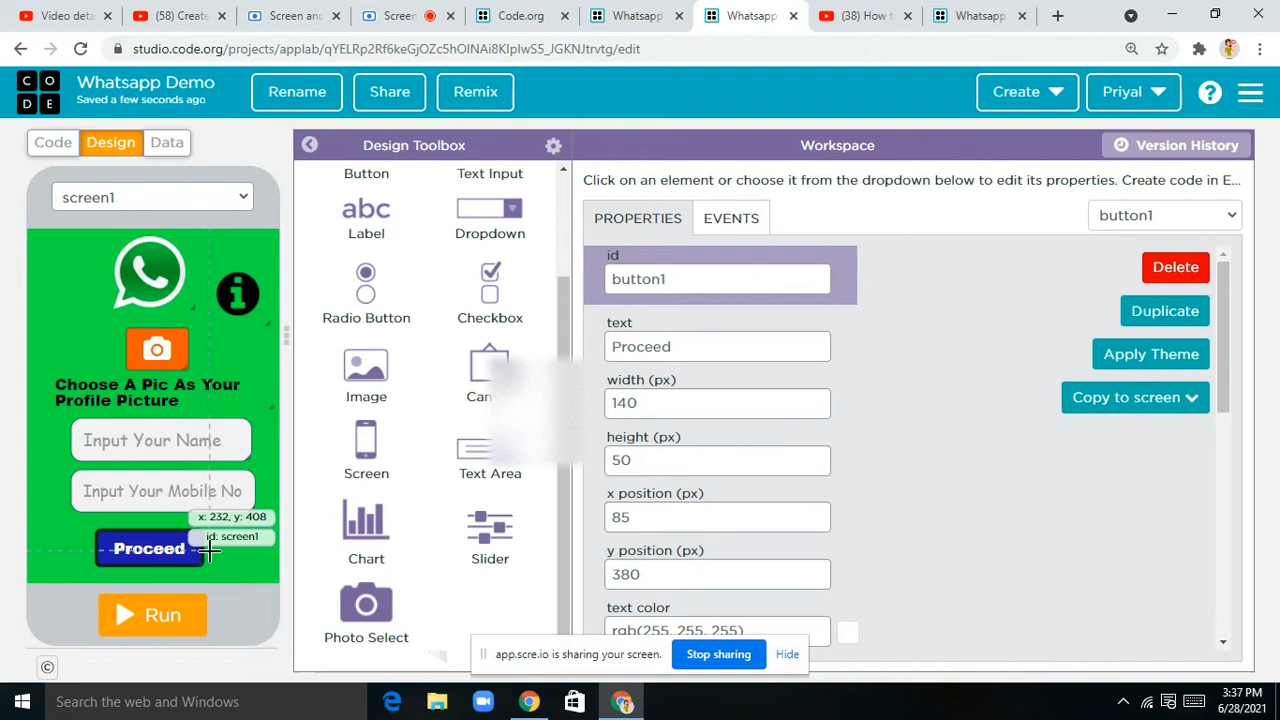 Video deta
(58) Create
Screen and
Screen
Code.org
Whatsapp
Whatsapp
(38) How to
Whatsapp
studio.code.org/projects/applab/qYELRp2Rf6keGjOZc5hOINAi8KIpIwS5_JGKNJtrvtg/edit
CODE
Whatsapp Demo
Saved a few seconds ago
Rename
Share
Remix
Create
Priyal
?
Code
Design
Data
Design Toolbox
Workspace
Version History
screen1
Click on an element or choose it from the dropdown below to edit its properties. Create code in E...
Button
Text Input
PROPERTIES
EVENTS
button1
abc
Label
Dropdown
id
button1
Delete
Radio Button
Checkbox
text
Proceed
Duplicate
Apply Theme
Image
width (px)
140
Copy to screen
Choose A Pic As Your
Profile Picture
Input Your Name
height (px)
50
Screen
Text Area
Input Your Mobile No
x: 232, y: 408
id: screen1
x position (px)
85
Proceed
Chart
Slider
y position (px)
380
Run
Photo Select
text color
rgb(255, 255, 255)
app.scre.io is sharing your screen.
Stop sharing
Hide
©
Search the web and Windows
3:37 PM
6/28/2021